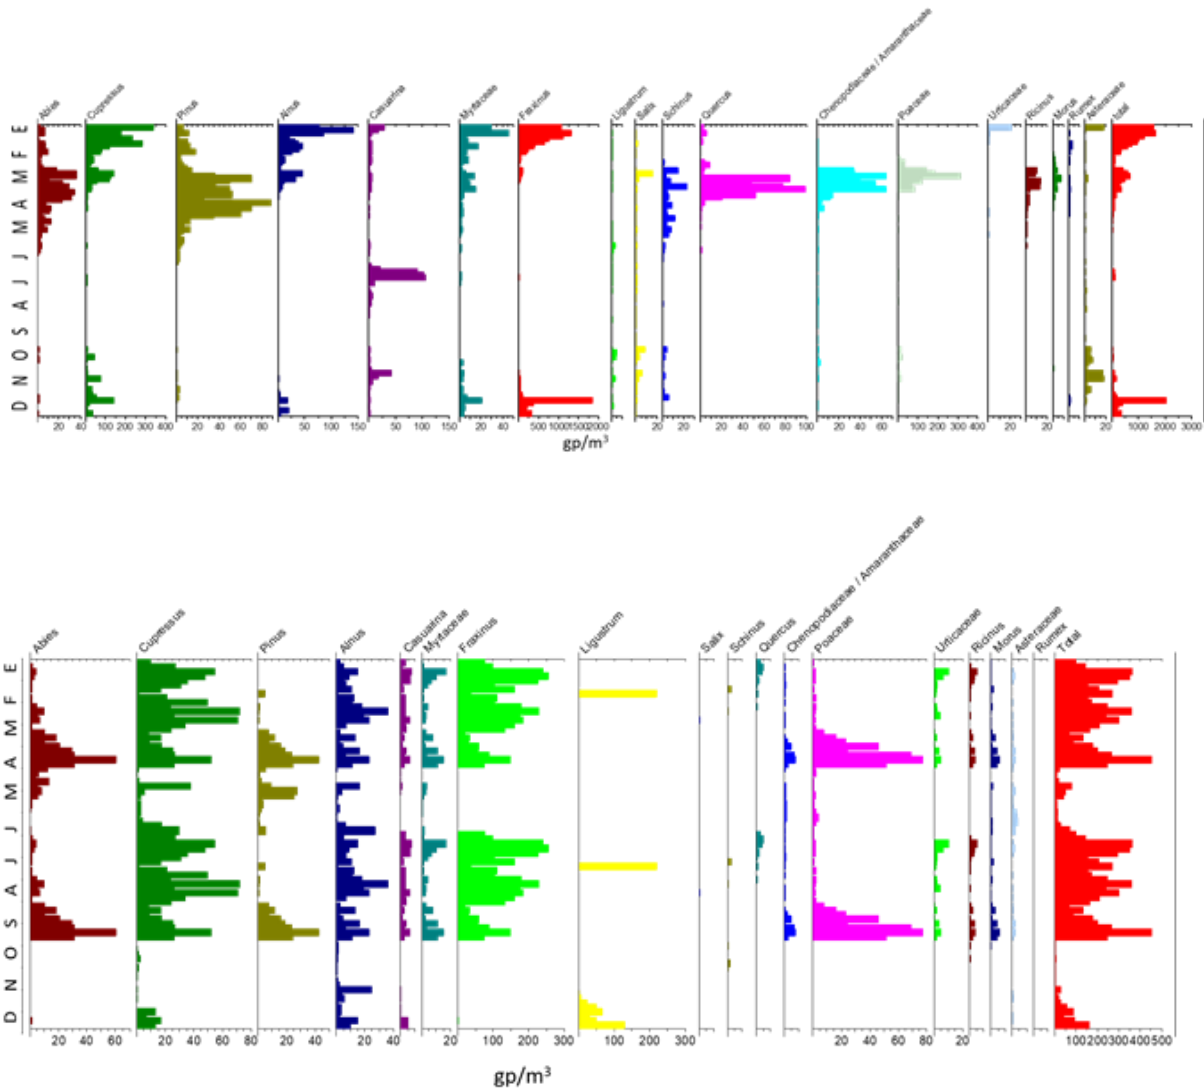 Abies Cupressus Pinus Alnus Casuarina Myrtaceae Fraxinus Ligustrum Salix Schinus Quercus Chenopodiaceae / Amaranthaceae Poaceae Urticaceae Ricinus Morus Rumex Asteraceae total
E
F
M
A
M
J
J
A
S
O
N
D
20 40 100 200 300 400 20 40 60 80 50 100 150 50 100 150 20 40 500 1000 1500 2000 20 20 20 20 40 60 80 100 20 40 60 100 200 300 400 20 20 20 1000 2000 3000
gp/m³
Abies Cupressus Pinus Alnus Casuarina Myrtaceae Fraxinus Ligustrum Salix Schinus Quercus Chenopodiaceae / Amaranthaceae Poaceae Urticaceae Ricinus Morus Asteraceae Rumex Total
E
F
M
A
M
J
J
A
S
O
N
D
20 40 60 20 40 60 20 40 20 40 20 100 200 300 100 200 300 20 40 60 80 20 100 200 300 400 500
gp/m³